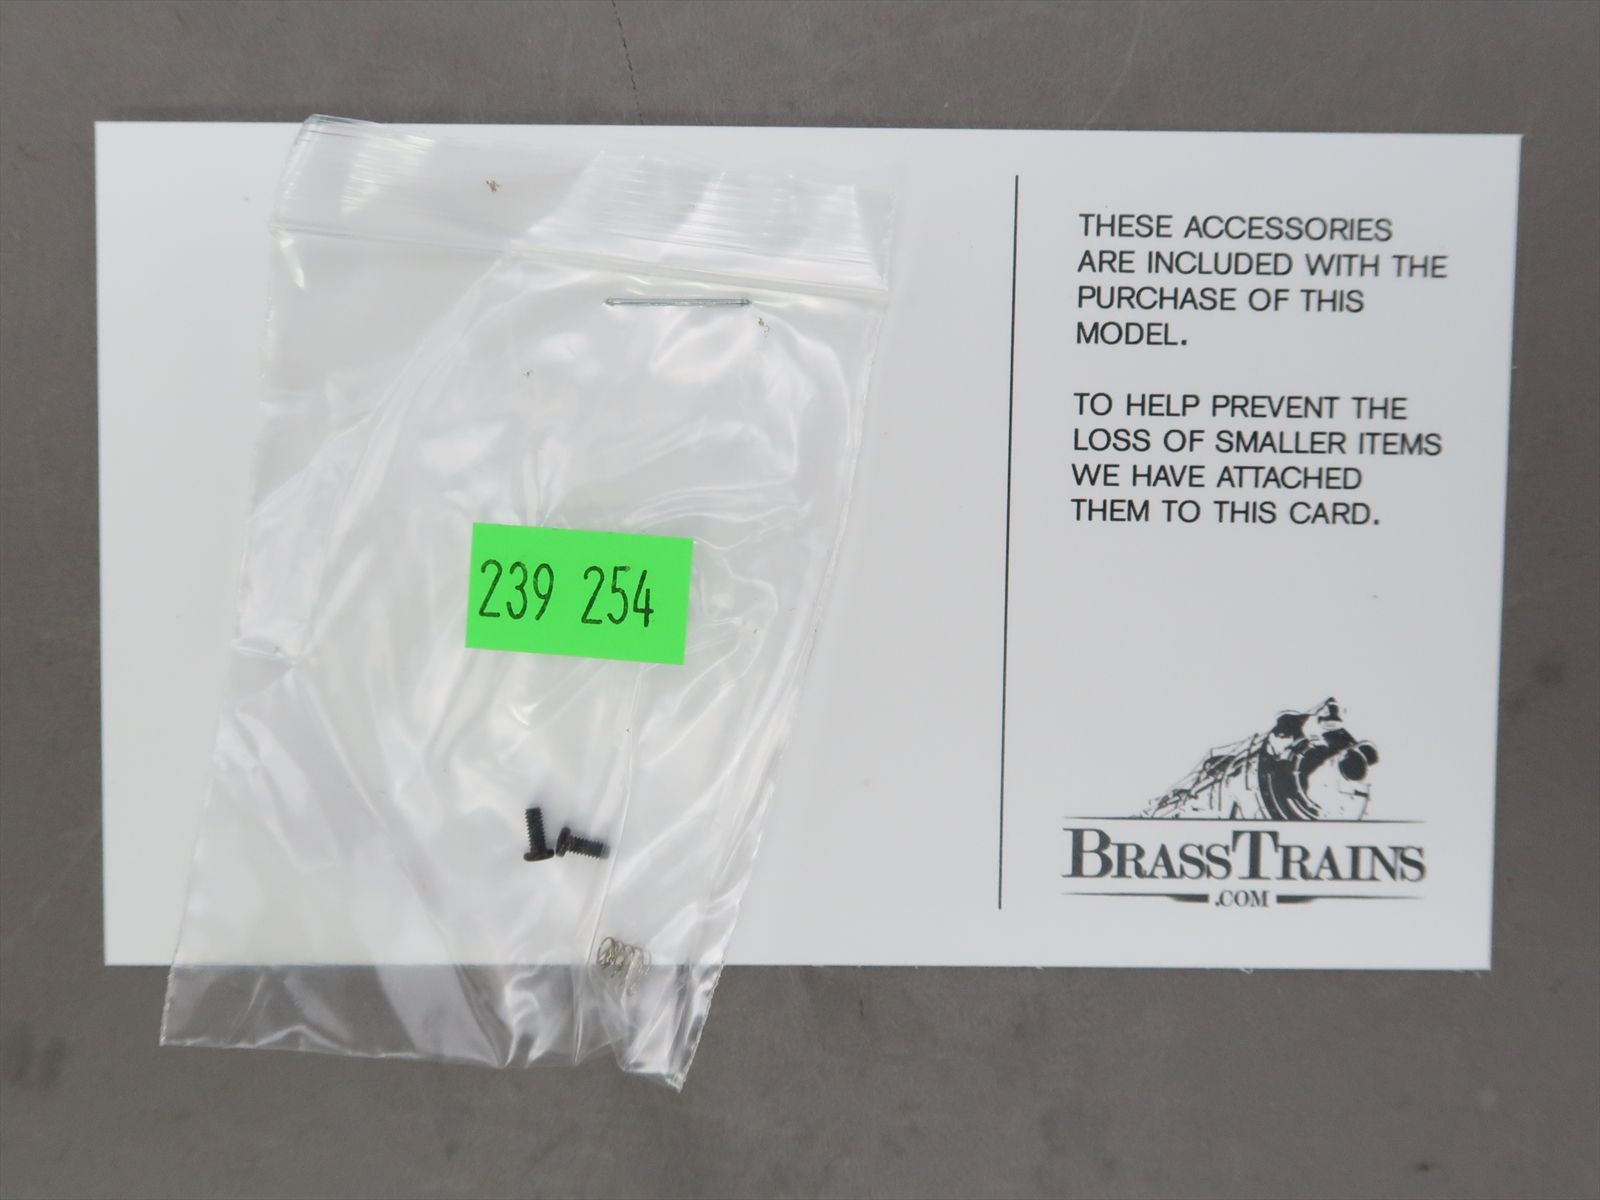 THESE ACCESSORIES
ARE INCLUDED WITH THE
PURCHASE OF THIS
MODEL.
TO HELP PREVENT THE
LOSS OF SMALLER ITEMS
WE HAVE ATTACHED
THEM TO THIS CARD.
239 254
BRASSTRAINS
.COM